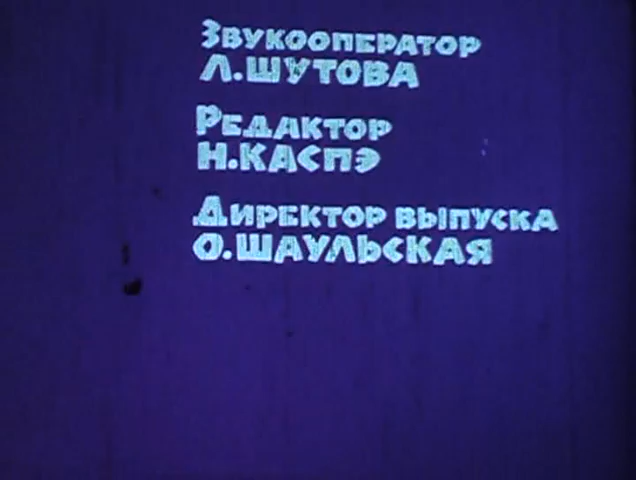 Звукооператор
Л.ШУТОВА
Редактор
Н.КАСПЭ
Директор выпуска
О.ШАУЛЬСКАЯ